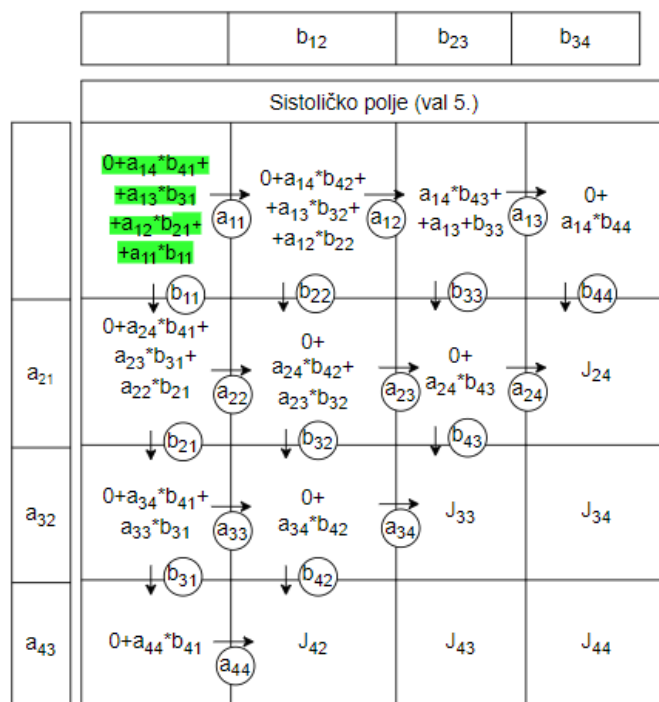 b12 b23 b34
Sistoličko polje (val 5.)
0+a14*b41+ 0+a14*b42+ a14*b43+ 0+
+a13*b31 a11 +a13*b32+ a12 +a13+b33 a13 a14*b44
+a12*b21+ +a12*b22
+a11*b11
b11 b22 b33 b44
0+a24*b41+ 0+ 0+
a21 a23*b31+ a22 a24*b42+ a23 a24*b43 a24 J24
a22*b21 a23*b32
b21 b32 b43
a32 0+a34*b41+ a33 0+ a34 J33 J34
a33*b31 a34*b42
b31 b42
a43 0+a44*b41 a44 J42 J43 J44